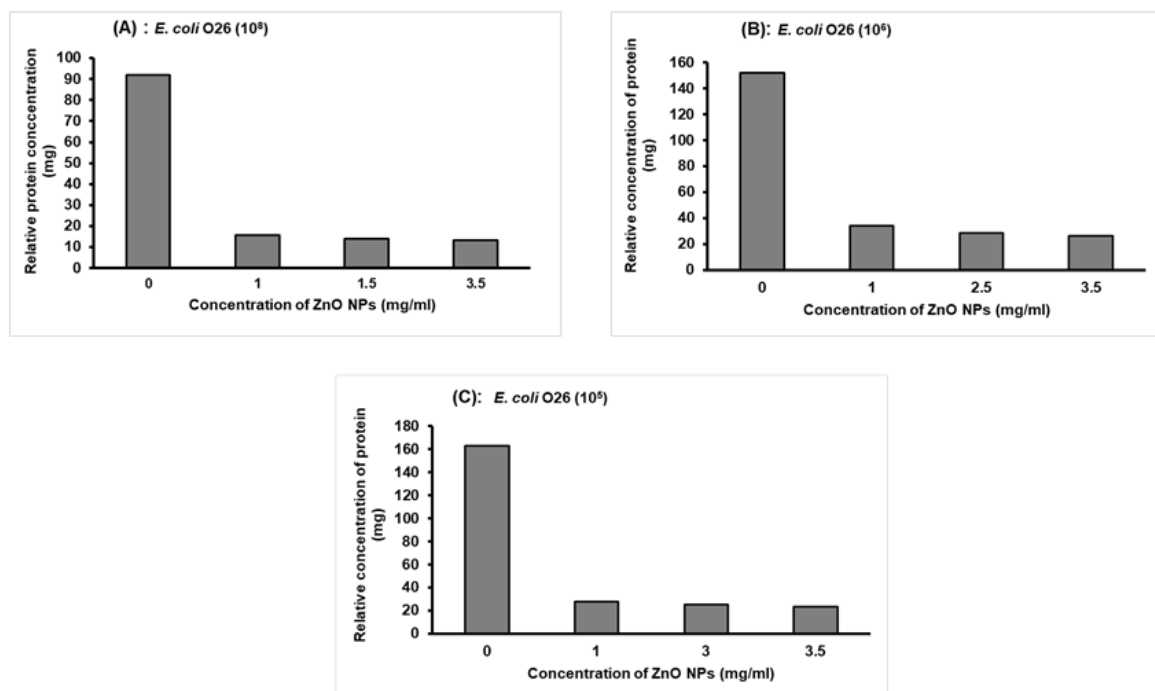 (A) : E. coli O26 (10⁸)
Relative protein conccentration
(mg)
100
90
80
70
60
50
40
30
20
10
0
0 1 1.5 3.5
Concentration of ZnO NPs (mg/ml)
(B): E. coli O26 (10⁶)
Relative concentration of protein
(mg)
160
140
120
100
80
60
40
20
0
0 1 2.5 3.5
Concentration of ZnO NPs (mg/ml)
(C): E. coli O26 (10⁵)
Relative concentration of protein
(mg)
180
160
140
120
100
80
60
40
20
0
0 1 3 3.5
Concentration of ZnO NPs (mg/ml)